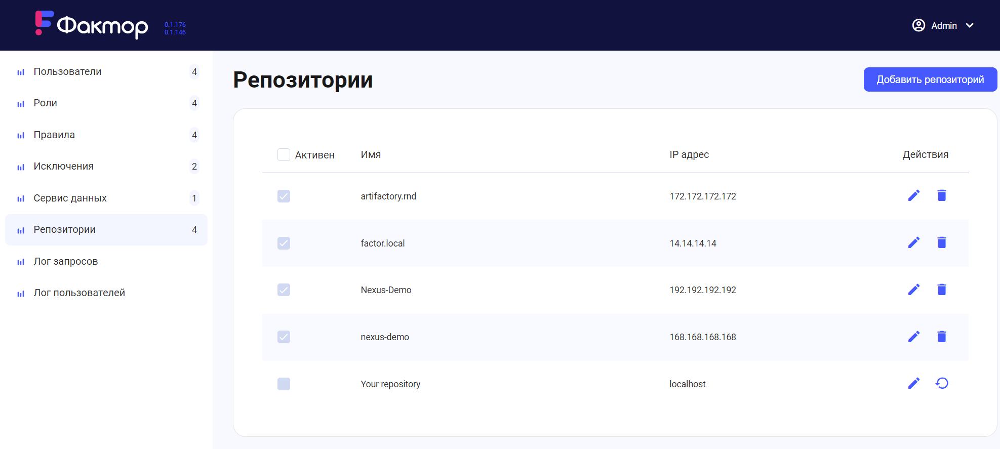 Фактор
0.1.176
0.1.146
Admin
Пользователи 4
Роли 4
Правила 4
Исключения 2
Сервис данных 1
Репозитории 4
Лог запросов
Лог пользователей
Репозитории
Добавить репозиторий
Активен Имя IP адрес Действия
artifactory.rnd 172.172.172.172
factor.local 14.14.14.14
Nexus-Demo 192.192.192.192
nexus-demo 168.168.168.168
Your repository localhost